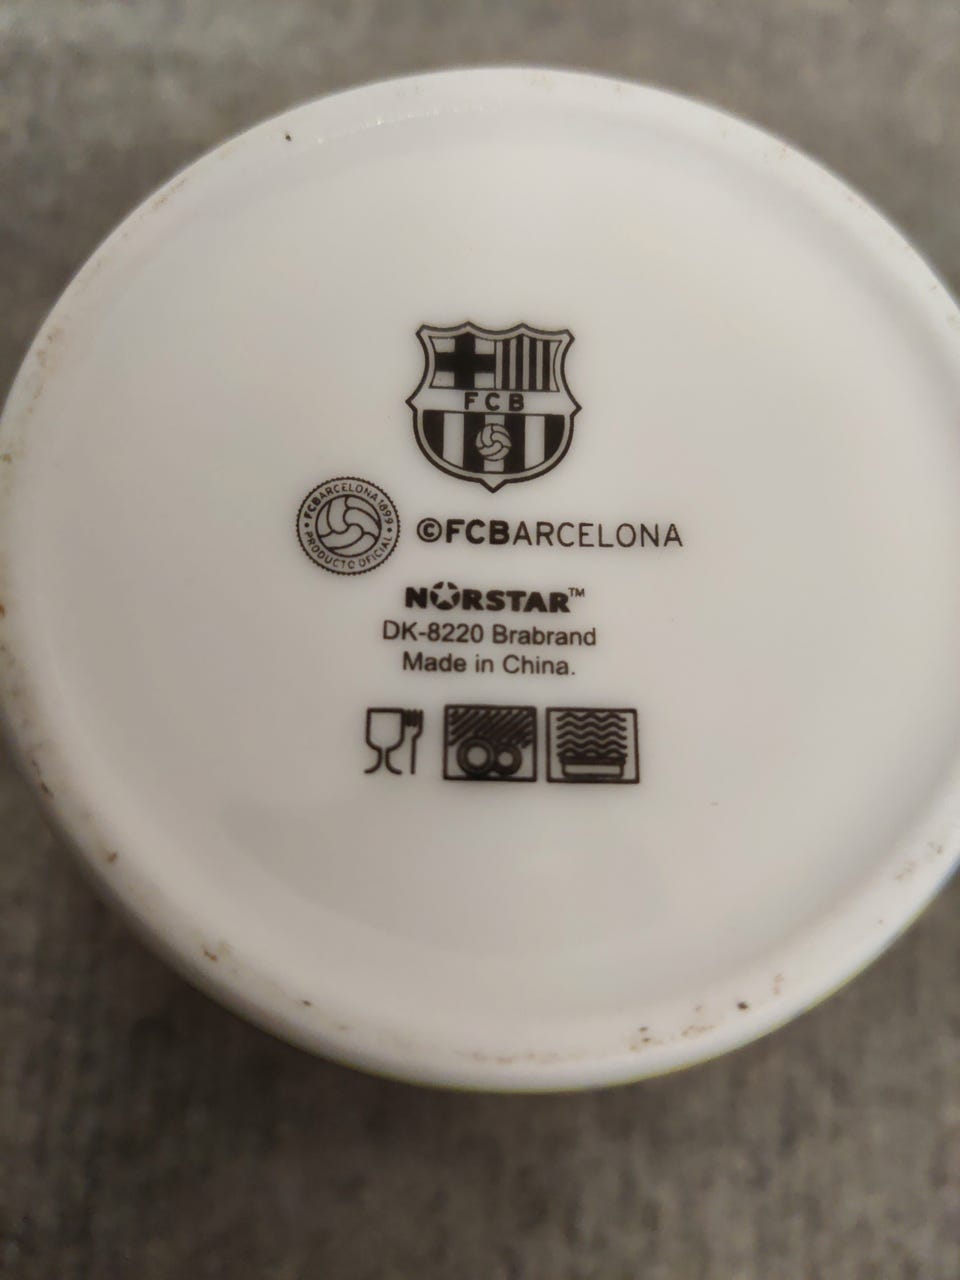 FCB
FCBARCELONA 1899
• PRODUCTO OFICIAL •
©FCBARCELONA
NORSTAR™
DK-8220 Brabrand
Made in China.